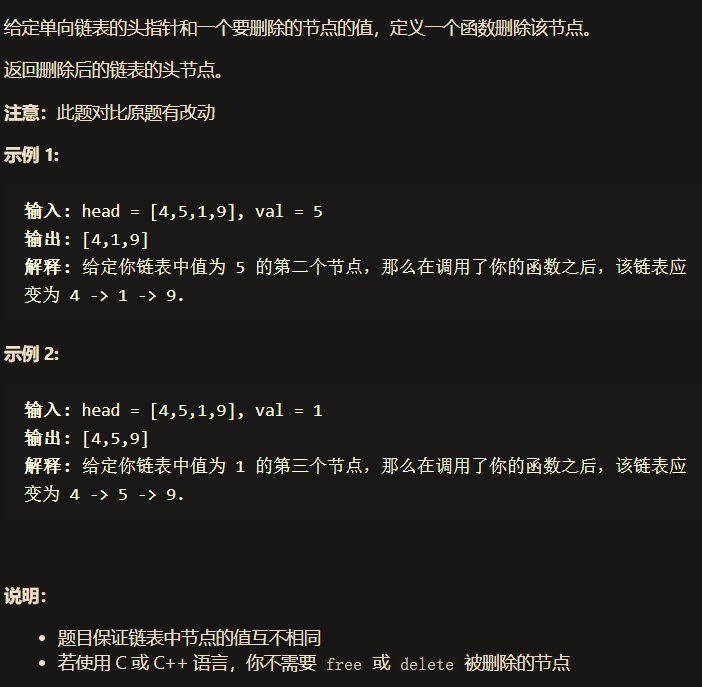 给定单向链表的头指针和一个要删除的节点的值，定义一个函数删除该节点。
返回删除后的链表的头节点。
注意：此题对比原题有改动
示例 1:
输入: head = [4,5,1,9], val = 5
输出: [4,1,9]
解释: 给定你链表中值为 5 的第二个节点，那么在调用了你的函数之后，该链表应
变为 4 -> 1 -> 9.
示例 2:
输入: head = [4,5,1,9], val = 1
输出: [4,5,9]
解释: 给定你链表中值为 1 的第三个节点，那么在调用了你的函数之后，该链表应
变为 4 -> 5 -> 9.
说明：
• 题目保证链表中节点的值互不相同
• 若使用 C 或 C++ 语言，你不需要 free 或 delete 被删除的节点